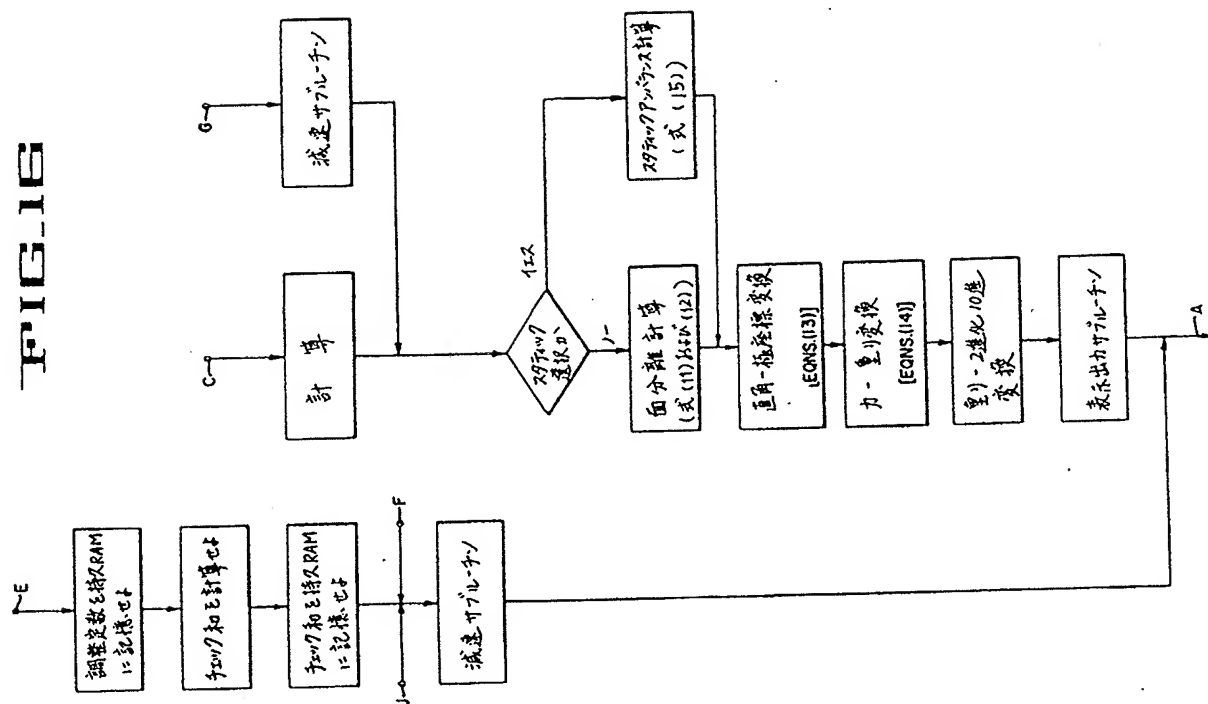 FIG_16
E
調整定数を持久RAM
に記憶せよ
チェック和を計算せよ
チェック和を持久RAM
に記憶せよ
J
F
減速サブルーチン
C
計算
G
減速サブルーチン
スタティック
選択か
イエス
ノー
面分離計算
(式(11)および(12))
スタティックアンバランス計算
(式(15))
直角-極座標変換
[EQNS.(13)]
力-重り変換
[EQNS.(14)]
重り-2進化10進
変換
表示出力サブルーチン
A